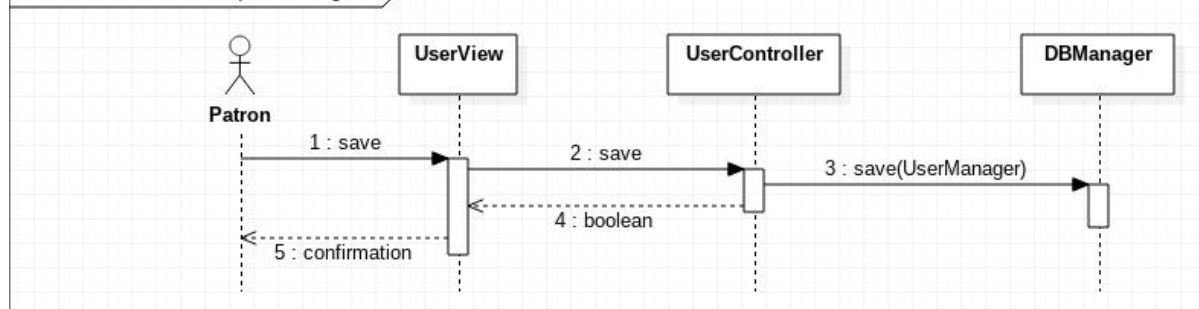 UserView
UserController
DBManager
Patron
1 : save
2 : save
3 : save(UserManager)
4 : boolean
5 : confirmation